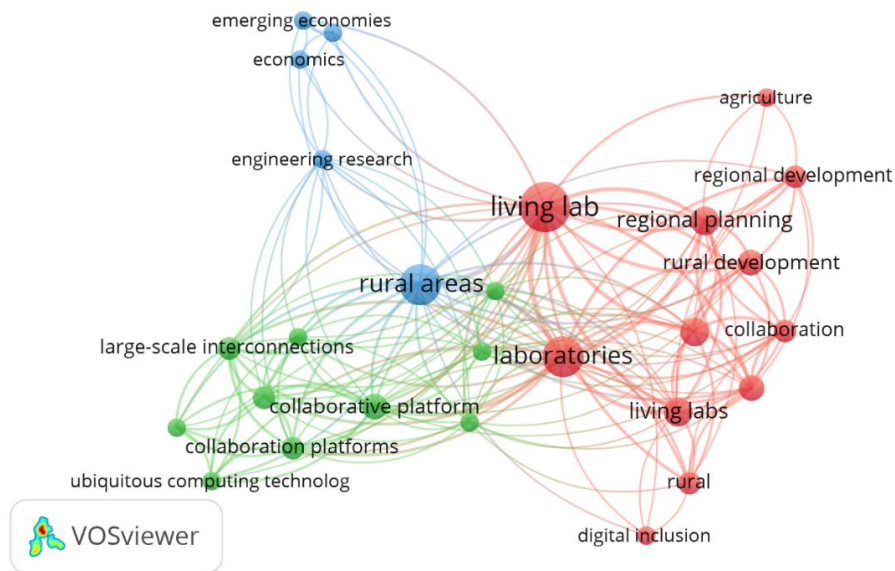 emerging economies
economics
agriculture
engineering research
regional development
living lab
regional planning
rural development
rural areas
collaboration
large-scale interconnections
laboratories
collaborative platform
living labs
collaboration platforms
ubiquitous computing technolog
rural
digital inclusion
VOSviewer